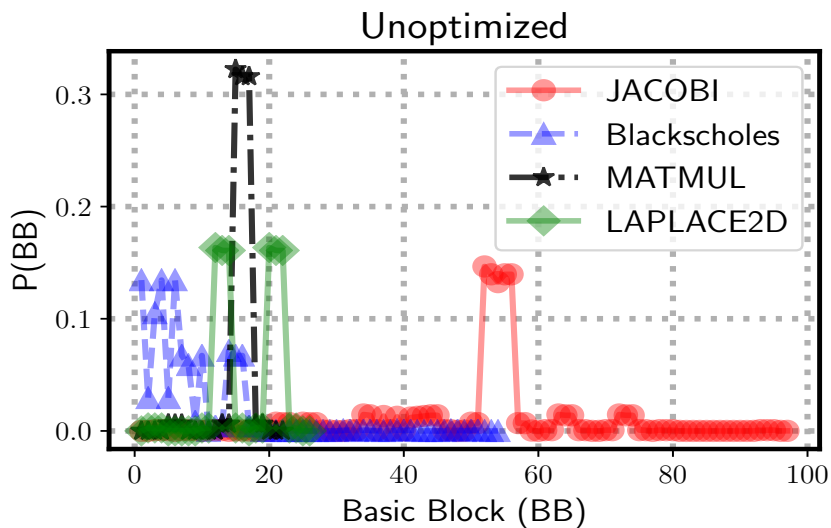 Unoptimized
JACOBI
Blackscholes
MATMUL
LAPLACE2D
P(BB)
0.3
0.2
0.1
0.0
0 20 40 60 80 100
Basic Block (BB)